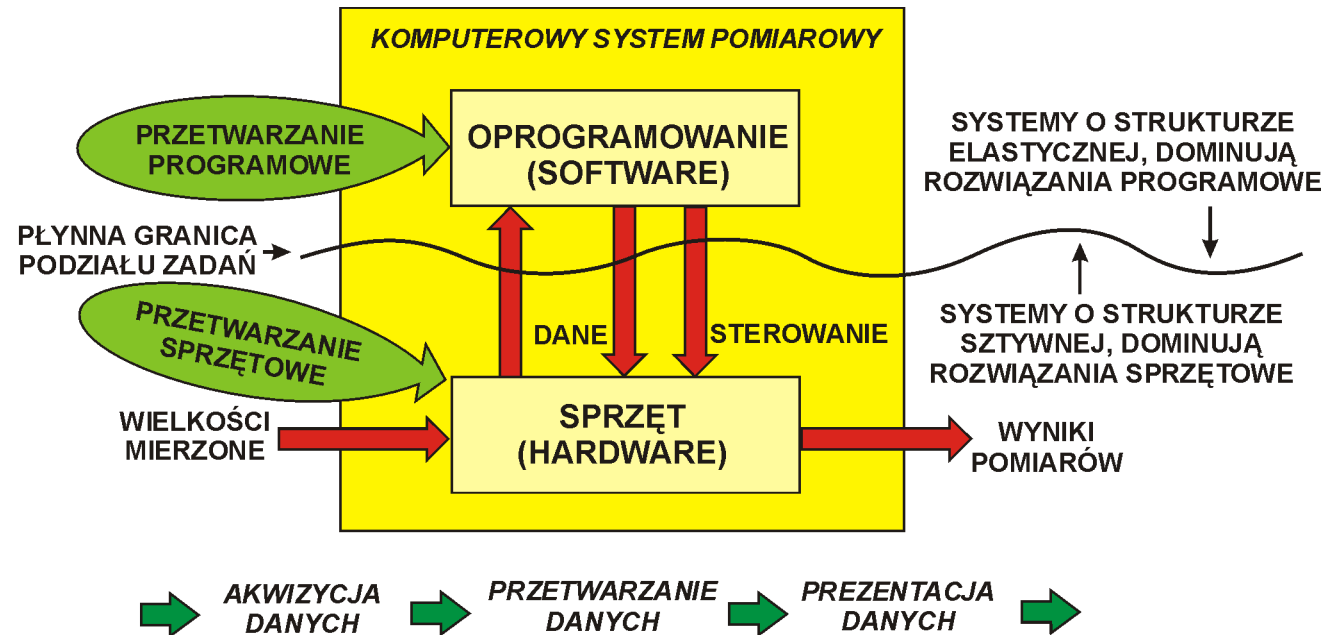 KOMPUTEROWY SYSTEM POMIAROWY
PRZETWARZANIE
PROGRAMOWE
OPROGRAMOWANIE
(SOFTWARE)
SYSTEMY O STRUKTURZE
ELASTYCZNEJ, DOMINUJĄ
ROZWIĄZANIA PROGRAMOWE
PŁYNNA GRANICA
PODZIAŁU ZADAŃ
PRZETWARZANIE
SPRZĘTOWE
DANE
STEROWANIE
SYSTEMY O STRUKTURZE
SZTYWNEJ, DOMINUJĄ
ROZWIĄZANIA SPRZĘTOWE
WIELKOŚCI
MIERZONE
SPRZĘT
(HARDWARE)
WYNIKI
POMIARÓW
AKWIZYCJA
DANYCH
PRZETWARZANIE
DANYCH
PREZENTACJA
DANYCH